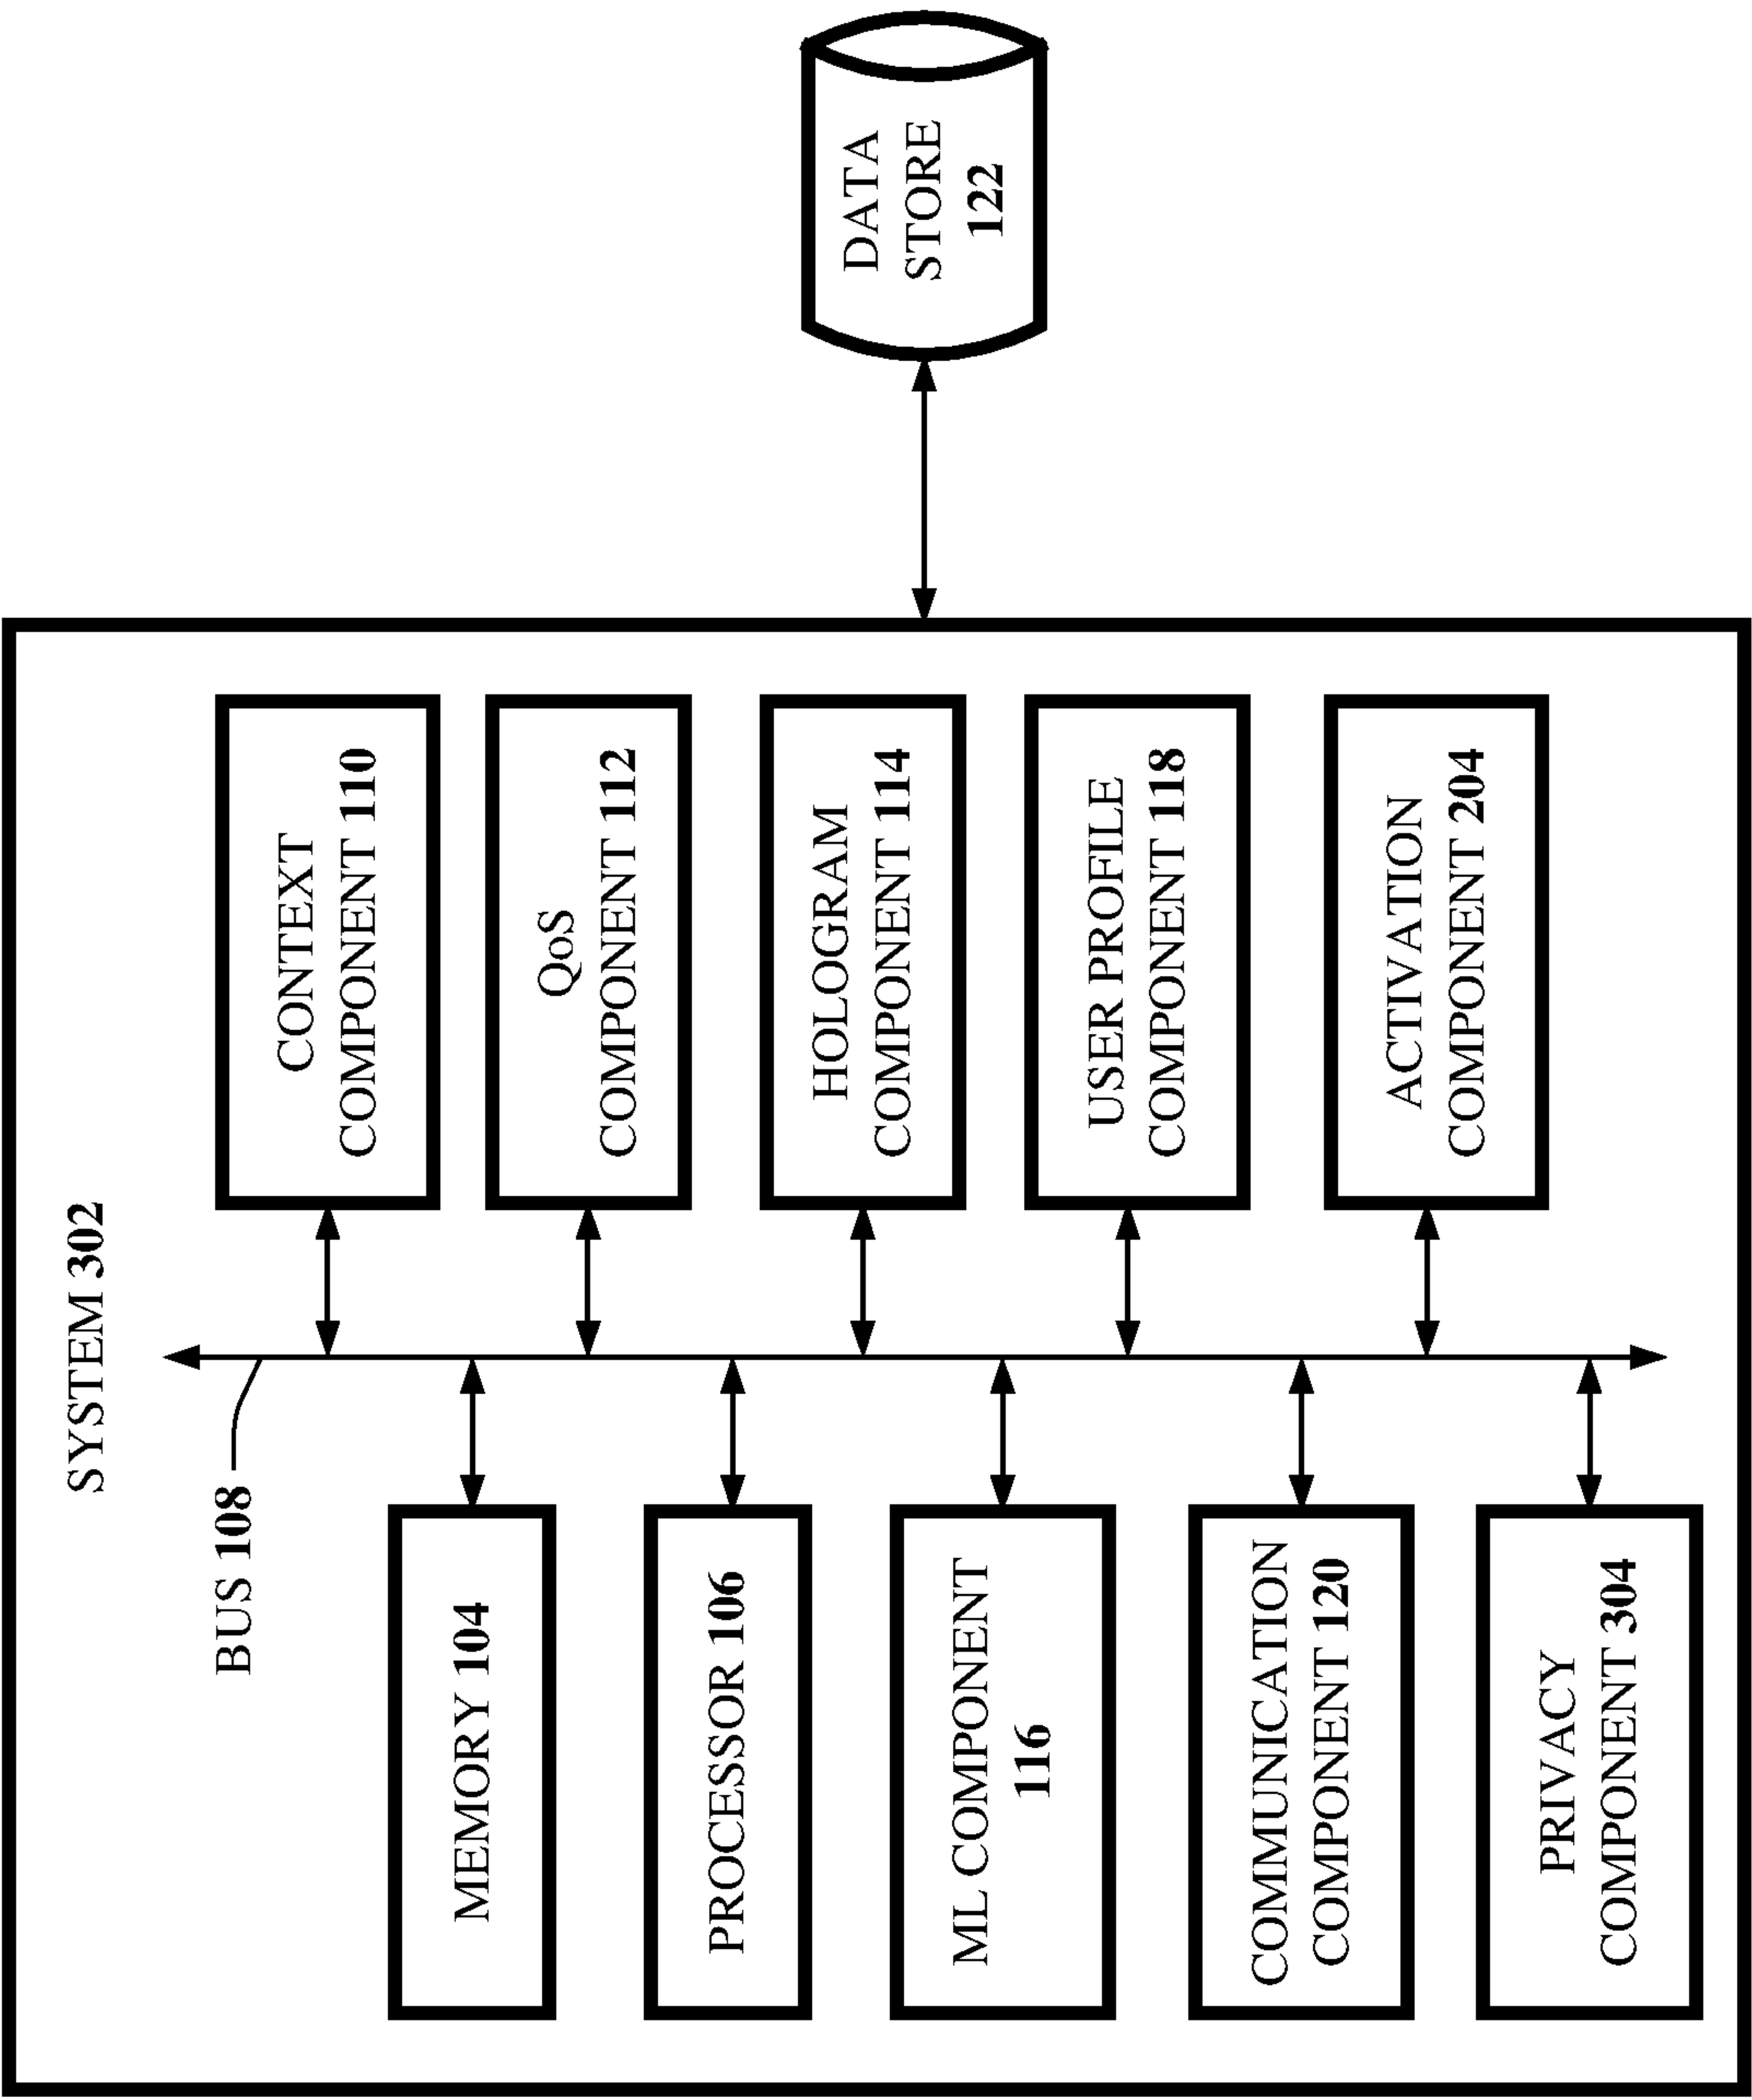 SYSTEM 302
BUS 108
MEMORY 104
PROCESSOR 106
ML COMPONENT
116
COMMUNICATION
COMPONENT 120
PRIVACY
COMPONENT 304
CONTEXT
COMPONENT 110
QoS
COMPONENT 112
HOLOGRAM
COMPONENT 114
USER PROFILE
COMPONENT 118
ACTIVATION
COMPONENT 204
DATA
STORE
122